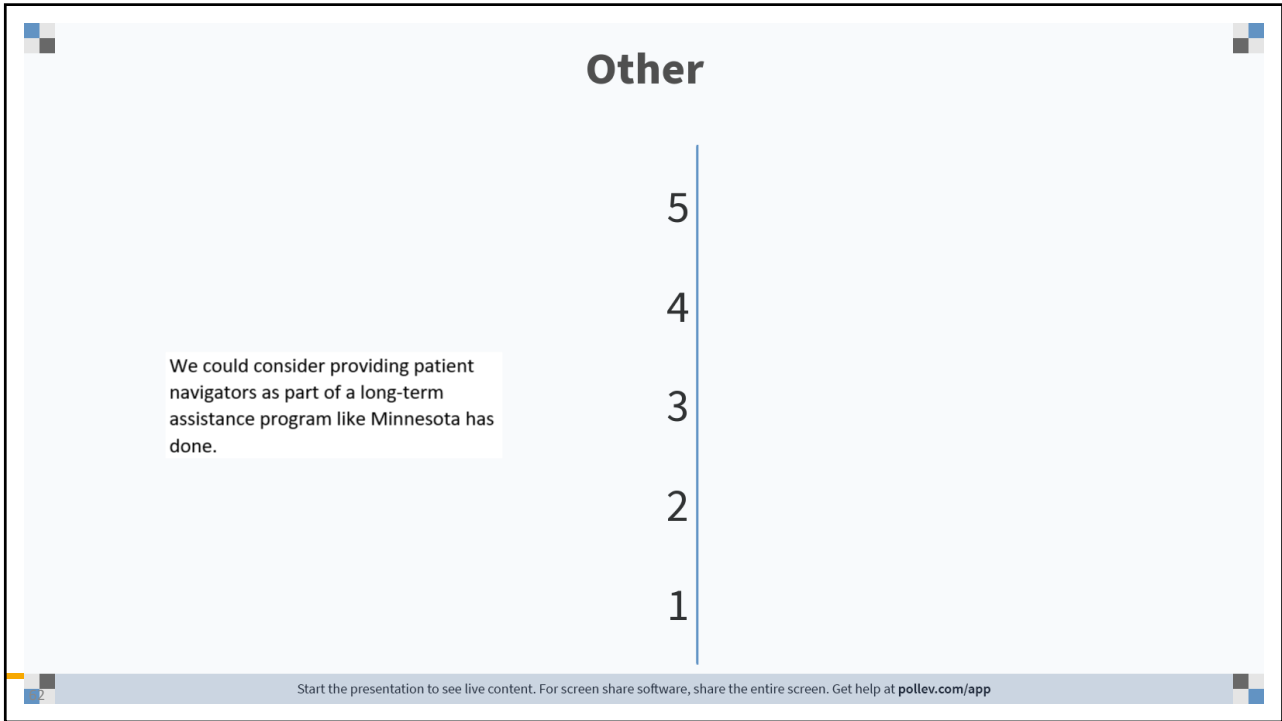 Other
5
4
We could consider providing patient
navigators as part of a long-term
assistance program like Minnesota has
done.
3
2
1
Start the presentation to see live content. For screen share software, share the entire screen. Get help at pollev.com/app